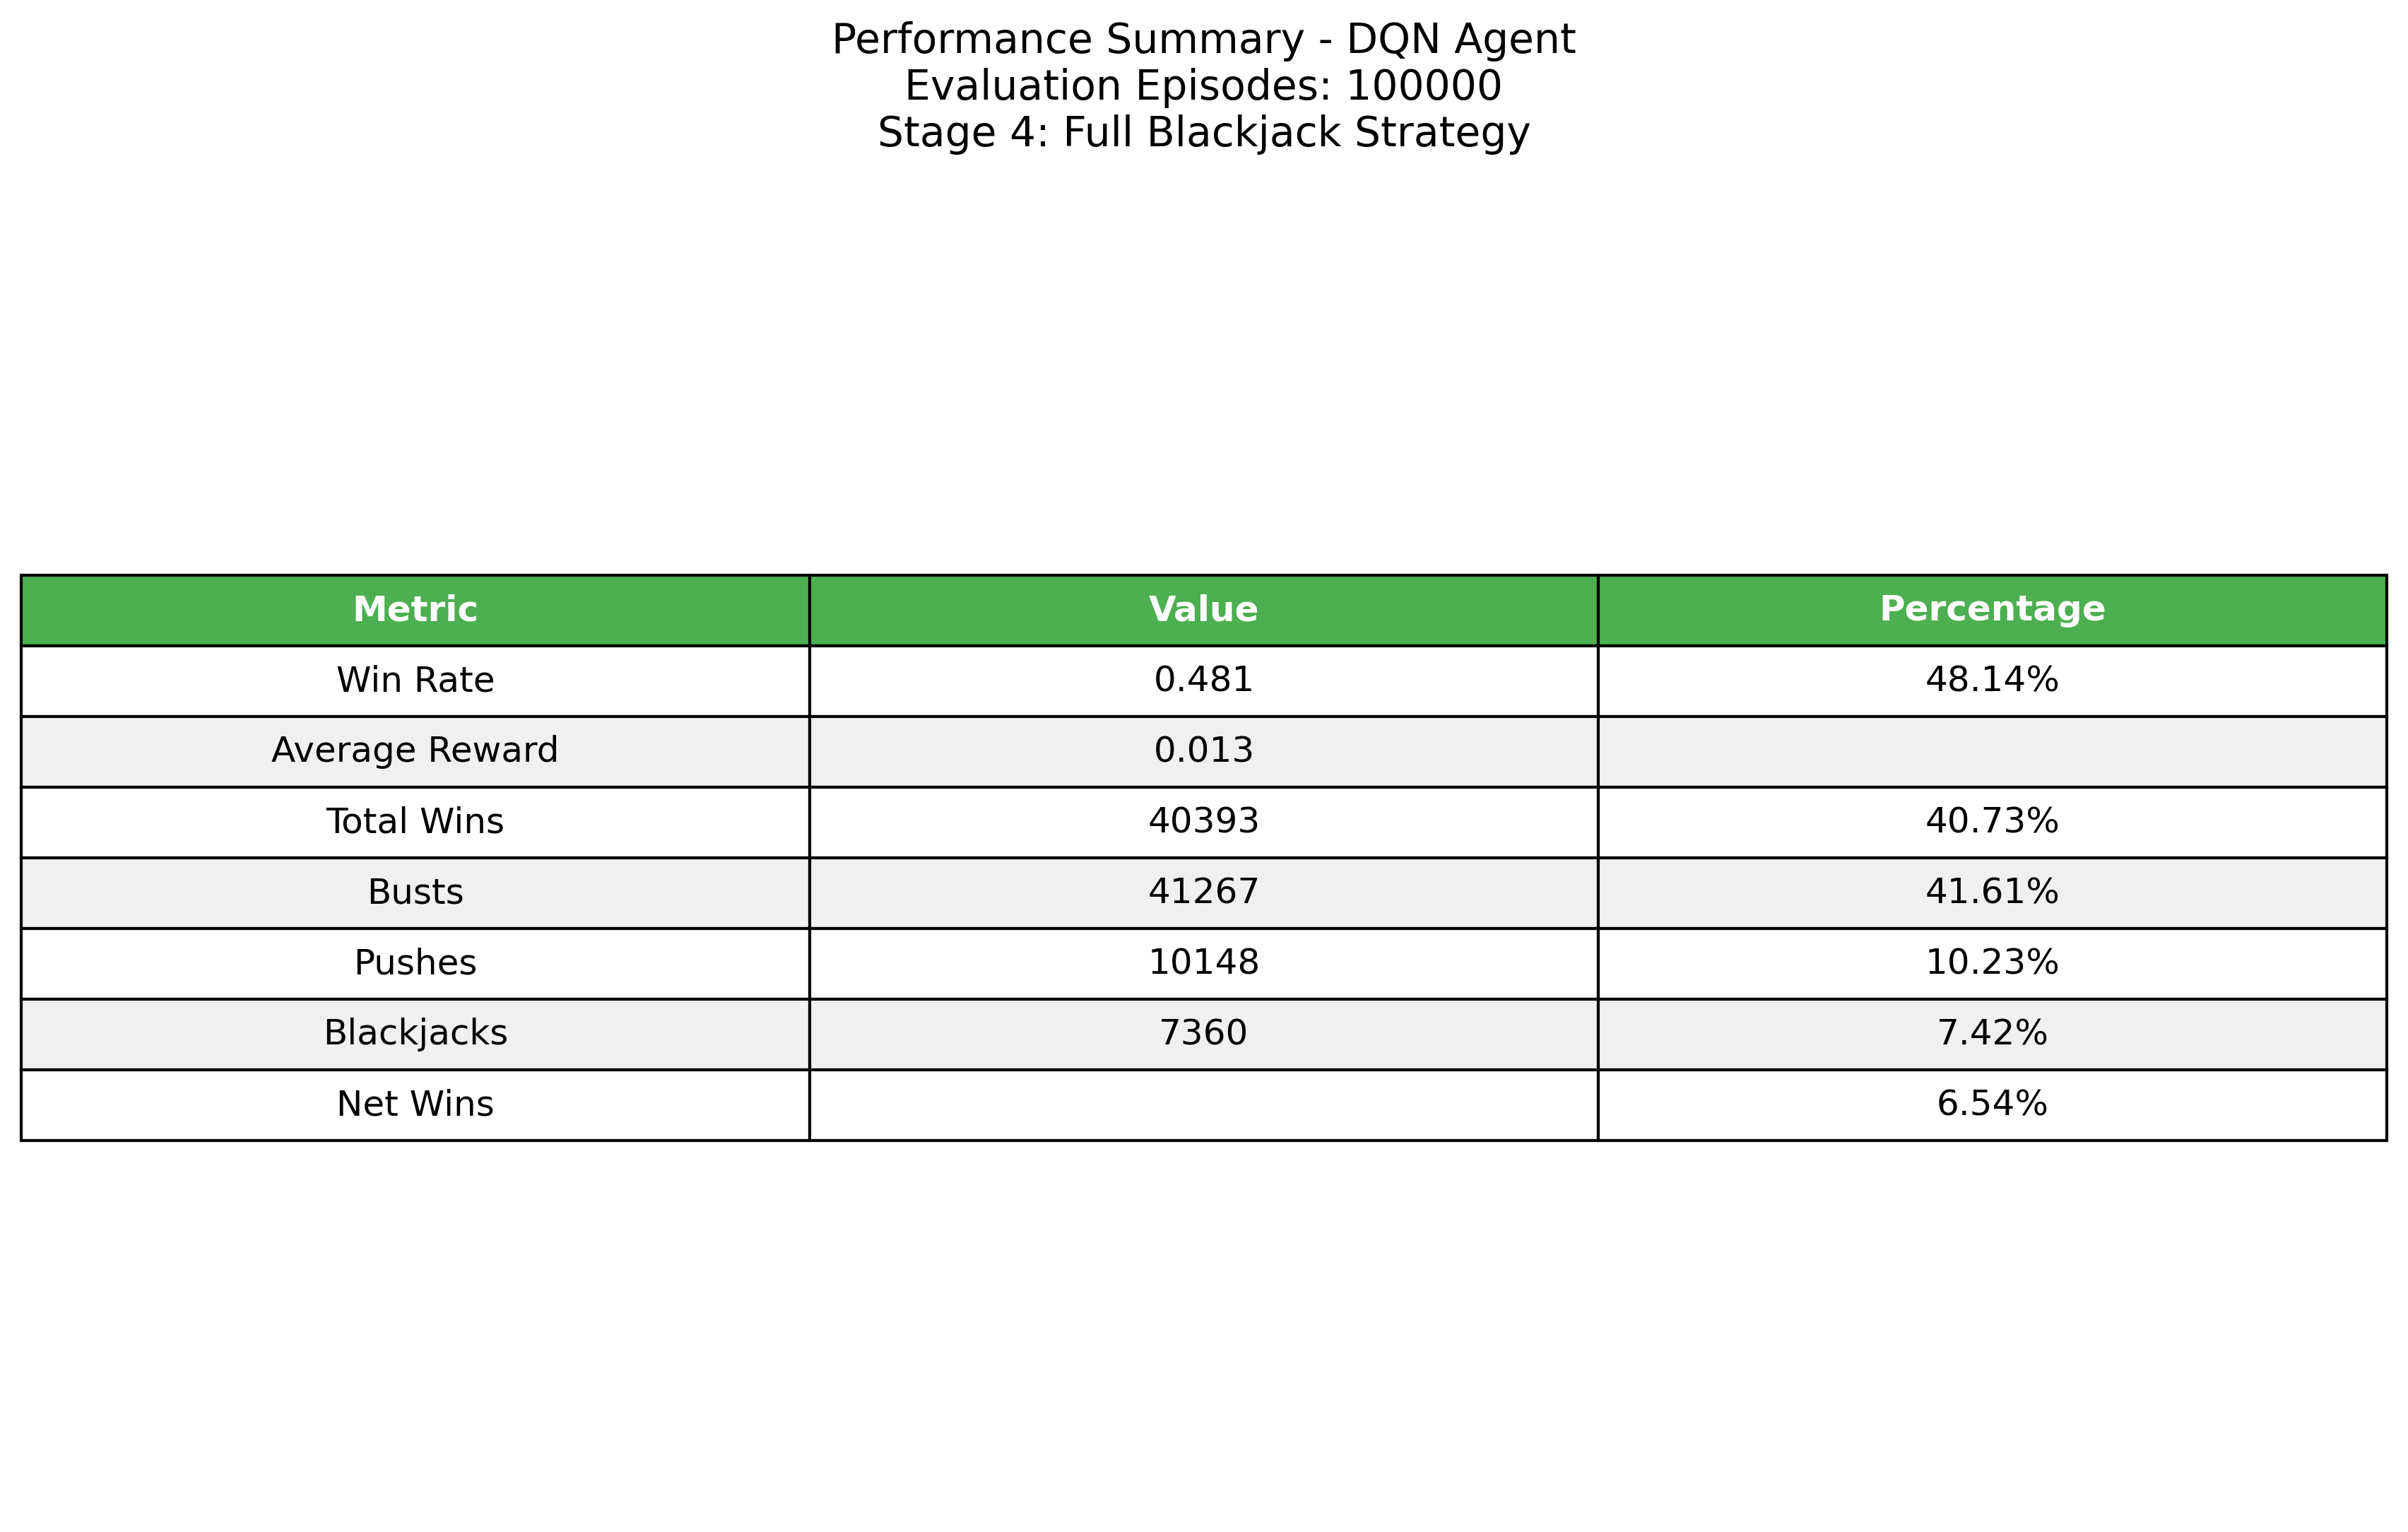 Performance Summary - DQN Agent
Evaluation Episodes: 100000
Stage 4: Full Blackjack Strategy
Metric Value Percentage
Win Rate 0.481 48.14%
Average Reward 0.013
Total Wins 40393 40.73%
Busts 41267 41.61%
Pushes 10148 10.23%
Blackjacks 7360 7.42%
Net Wins 6.54%